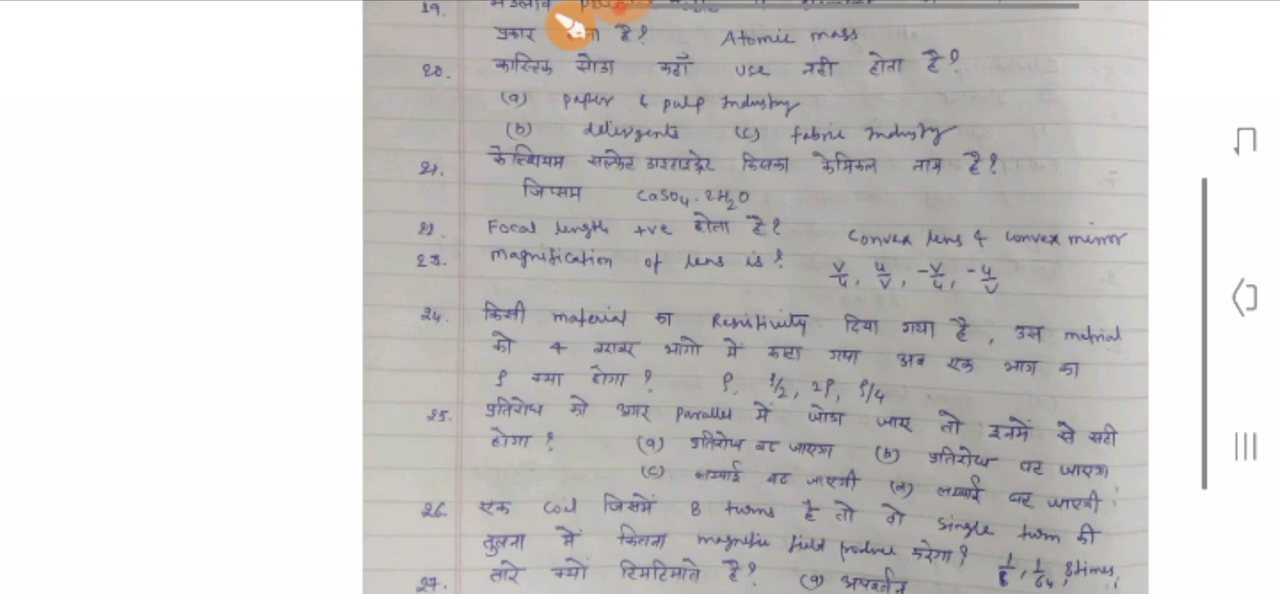 19.
प्रकार है? Atomic mass
20. कास्टिक सोडा कहाँ use नहीं होता है?
(a) paper & pulp Industry
(b) detergents (c) fabric Industry
21. केल्शियम सल्फेट डाइहाइड्रेट किसका केमिकल नाम है?
जिप्सम CaSO4.2H2O
22. Focal length +ve होता है? Convex lens & convex mirror
23. Magnification of lens is? v/u, u/v, -v/u, -u/v
24. किसी material का Resistivity दिया गया है, उस material
को 4 बराबर भागो में काटा गया अब एक भाग का
ρ क्या होगा? ρ, ρ/2, 2ρ, ρ/4
25. प्रतिरोध को अगर parallel में जोडा जाए तो इनमें से सही
होगा? (a) प्रतिरोध बढ जाएगा (b) प्रतिरोध घट जाएगा
(c) लम्बाई बढ जाएगी (d) लम्बाई घट जाएगी
26. एक coil जिसमें 8 turns है तो वो single turn की
तुलना में कितना magnetic field produce करेगा? 1/8, 1/64, 8times,
27. तारे क्यों टिमटिमाते है? (a) अपवर्तन